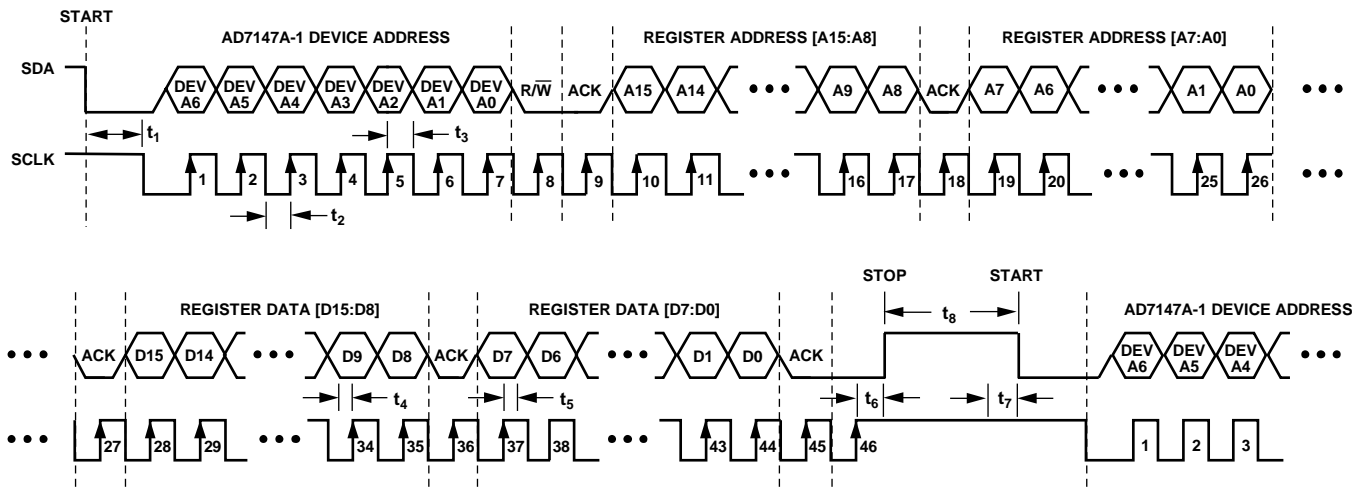 START
AD7147A-1 DEVICE ADDRESS REGISTER ADDRESS [A15:A8] REGISTER ADDRESS [A7:A0]
SDA DEV A6 DEV A5 DEV A4 DEV A3 DEV A2 DEV A1 DEV A0 R/W̅ ACK A15 A14 ••• A9 A8 ACK A7 A6 ••• A1 A0 •••
t1 t3
SCLK 1 2 3 4 5 6 7 8 9 10 11 ••• 16 17 18 19 20 ••• 25 26 •••
t2
STOP START
REGISTER DATA [D15:D8] REGISTER DATA [D7:D0] t8 AD7147A-1 DEVICE ADDRESS
••• ACK D15 D14 ••• D9 D8 ACK D7 D6 ••• D1 D0 ACK DEV A6 DEV A5 DEV A4 •••
t4 t5 t6 t7
••• 27 28 29 ••• 34 35 36 37 38 ••• 43 44 45 46 1 2 3 •••